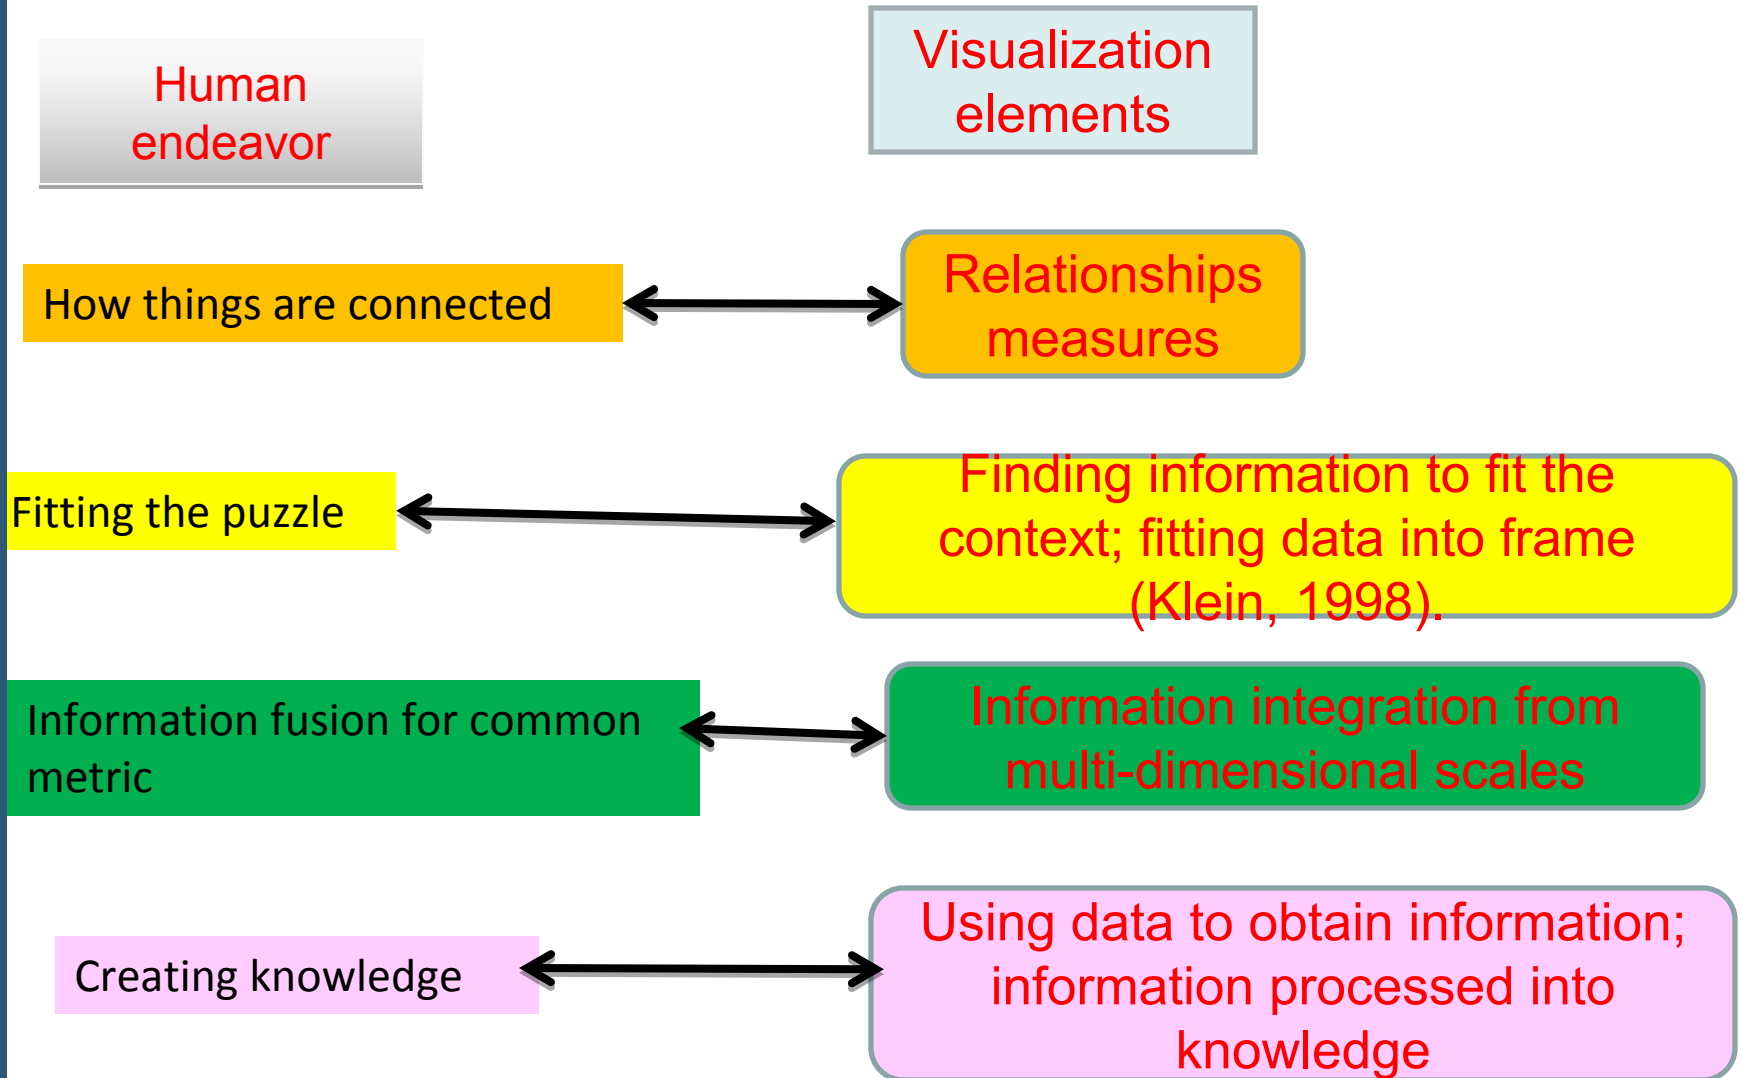 Human
endeavor
Visualization
elements
How things are connected
Relationships
measures
Fitting the puzzle
Finding information to fit the
context; fitting data into frame
(Klein, 1998).
Information fusion for common
metric
Information integration from
multi-dimensional scales
Creating knowledge
Using data to obtain information;
information processed into
knowledge